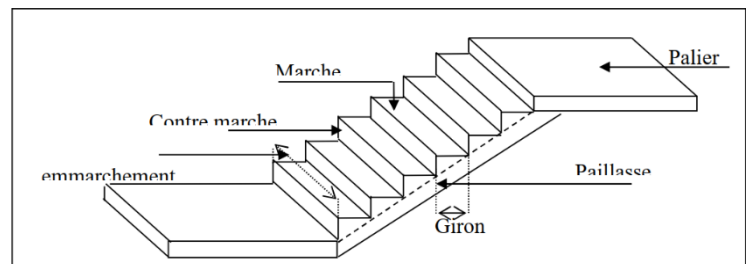 Palier
Marche
Contre marche
emmarchement
Paillasse
Giron